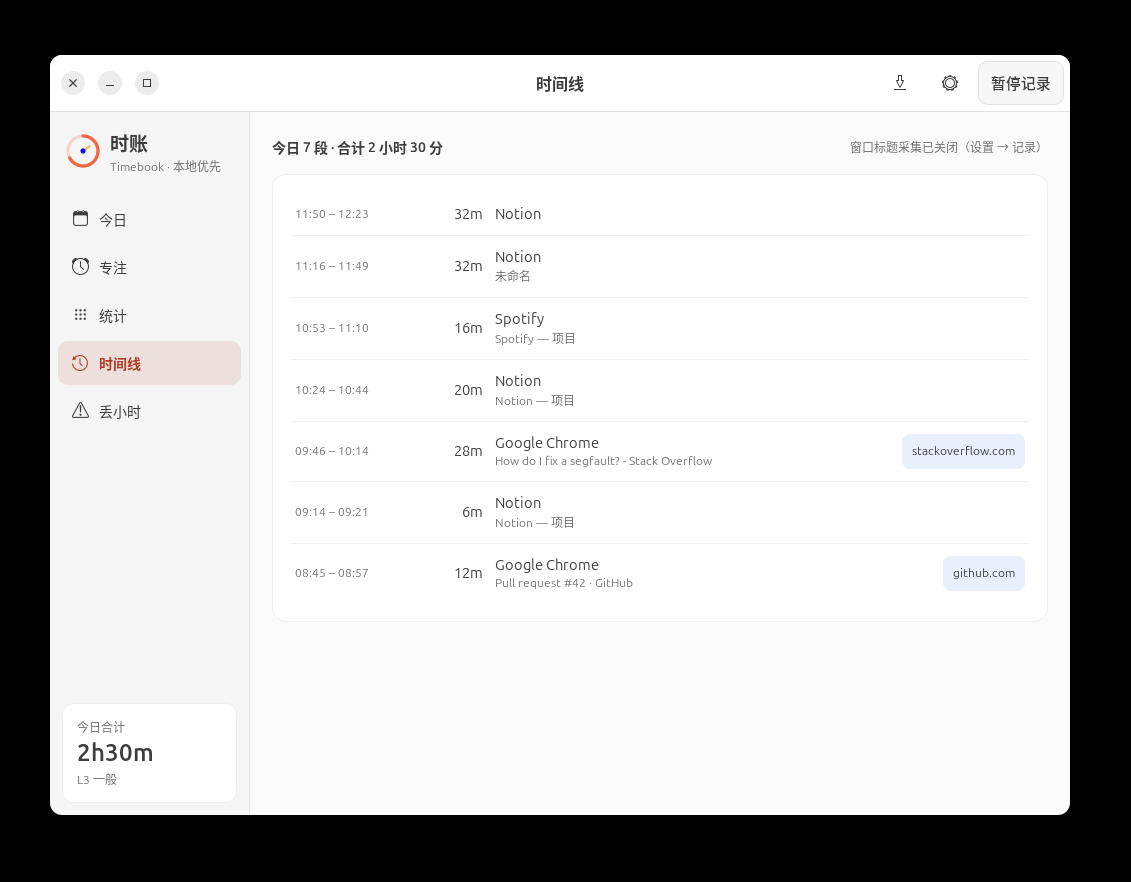 时间线
暂停记录
时账
Timebook · 本地优先
今日
专注
统计
时间线
丢小时
今日合计
2h30m
L3 一般
今日 7 段 · 合计 2 小时 30 分
窗口标题采集已关闭（设置 → 记录）
11:50 – 12:23 32m Notion
11:16 – 11:49 32m Notion
未命名
10:53 – 11:10 16m Spotify
Spotify — 项目
10:24 – 10:44 20m Notion
Notion — 项目
09:46 – 10:14 28m Google Chrome
How do I fix a segfault? - Stack Overflow
stackoverflow.com
09:14 – 09:21 6m Notion
Notion — 项目
08:45 – 08:57 12m Google Chrome
Pull request #42 · GitHub
github.com